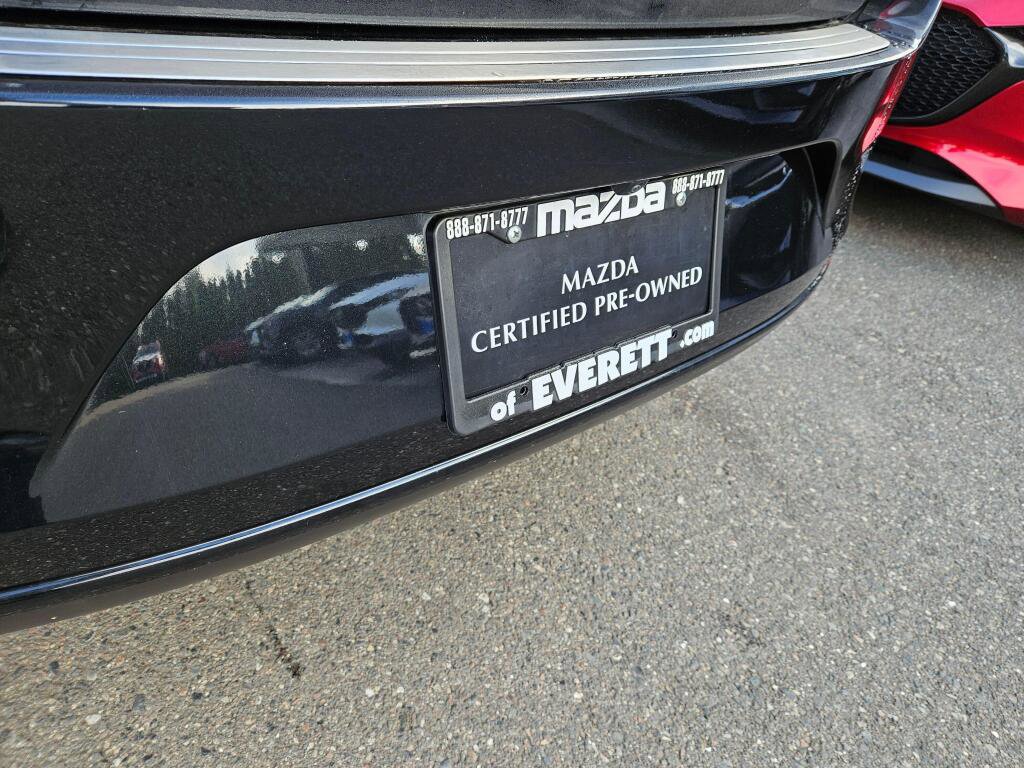 888-871-8777 mazda 888-871-8777
MAZDA
CERTIFIED PRE-OWNED
of EVERETT .com